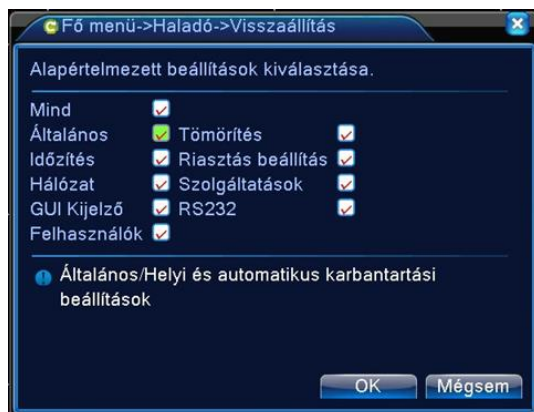 Fő menü->Haladó->Visszaállítás
Alapértelmezett beállítások kiválasztása.
Mind
Általános Tömörítés
Időzítés Riasztás beállítás
Hálózat Szolgáltatások
GUI Kijelző RS232
Felhasználók
Általános/Helyi és automatikus karbantartási
beállítások
OK Mégsem